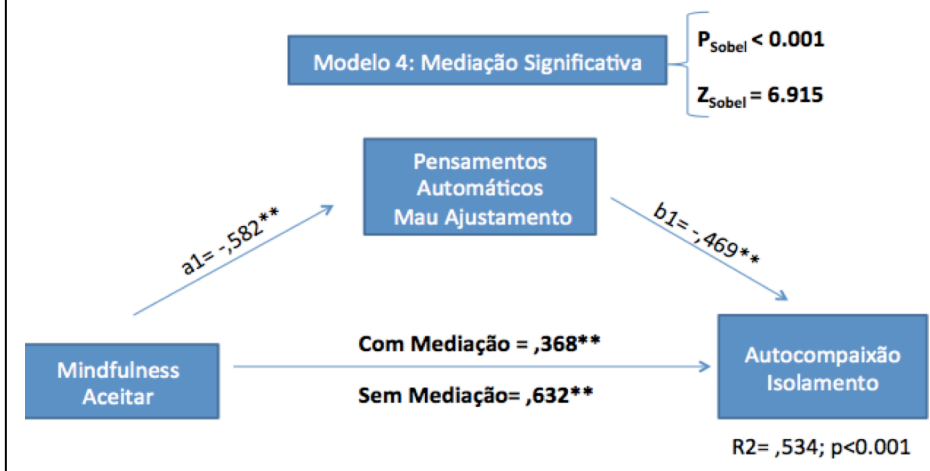 Modelo 4: Mediação Significativa
PSobel < 0.001
ZSobel = 6.915
Pensamentos
Automáticos
Mau Ajustamento
a1= -,582**
b1= -,469**
Com Mediação = ,368**
Sem Mediação= ,632**
Mindfulness
Aceitar
Autocompaixão
Isolamento
R2= ,534; p<0.001